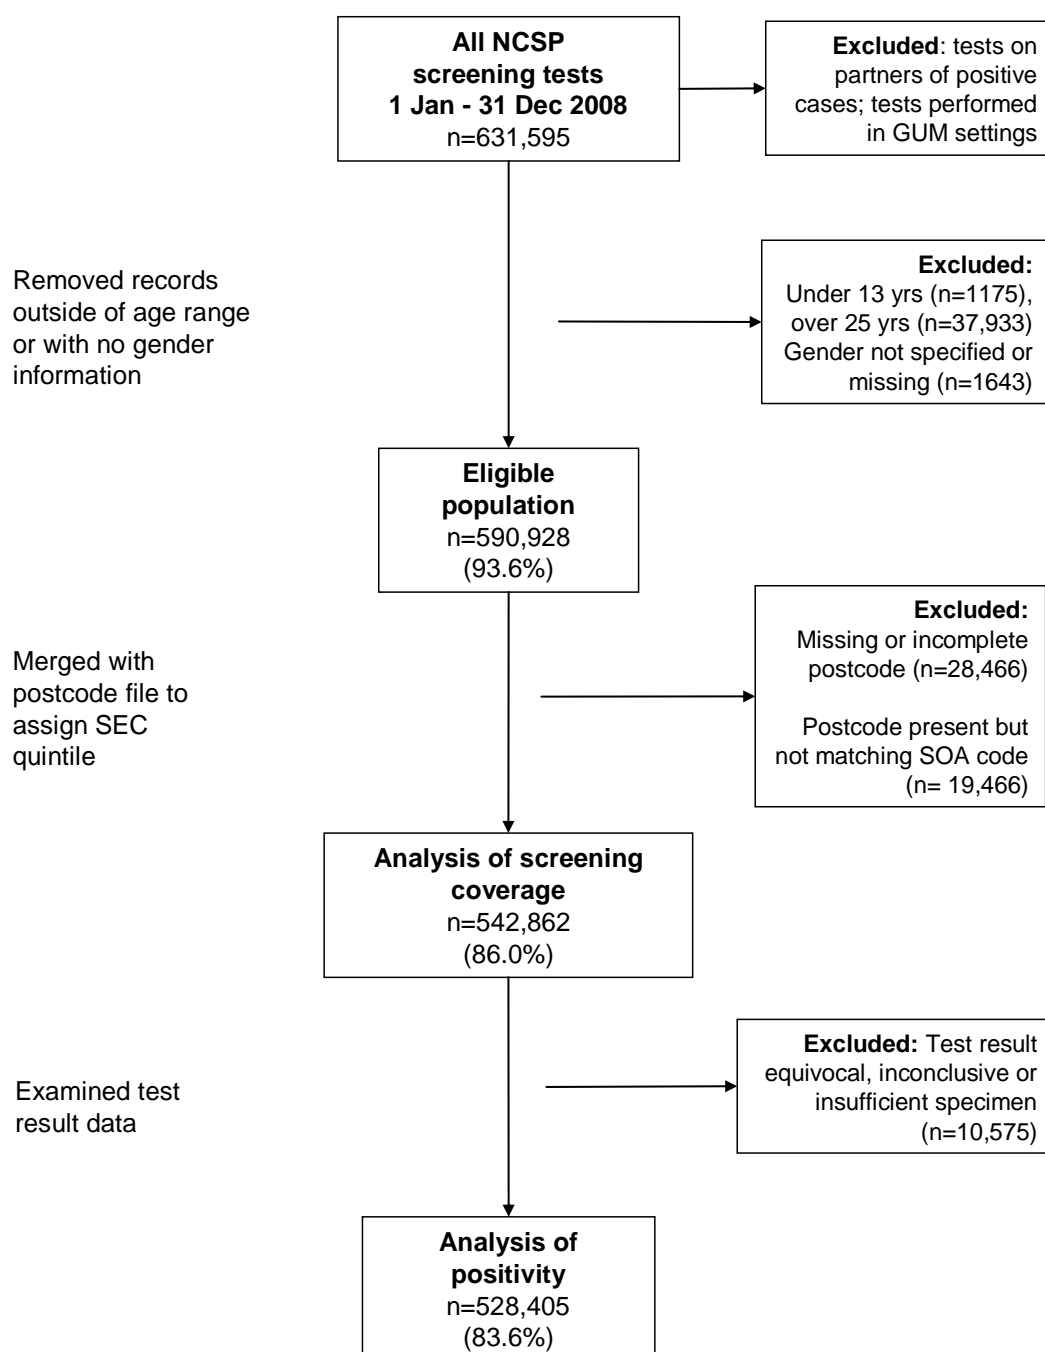 All NCSP
screening tests
1 Jan - 31 Dec 2008
n=631,595
Excluded: tests on
partners of positive
cases; tests performed
in GUM settings
Removed records
outside of age range
or with no gender
information
Excluded:
Under 13 yrs (n=1175),
over 25 yrs (n=37,933)
Gender not specified or
missing (n=1643)
Eligible
population
n=590,928
(93.6%)
Merged with
postcode file to
assign SEC
quintile
Excluded:
Missing or incomplete
postcode (n=28,466)
Postcode present but
not matching SOA code
(n= 19,466)
Analysis of screening
coverage
n=542,862
(86.0%)
Examined test
result data
Excluded: Test result
equivocal, inconclusive or
insufficient specimen
(n=10,575)
Analysis of
positivity
n=528,405
(83.6%)